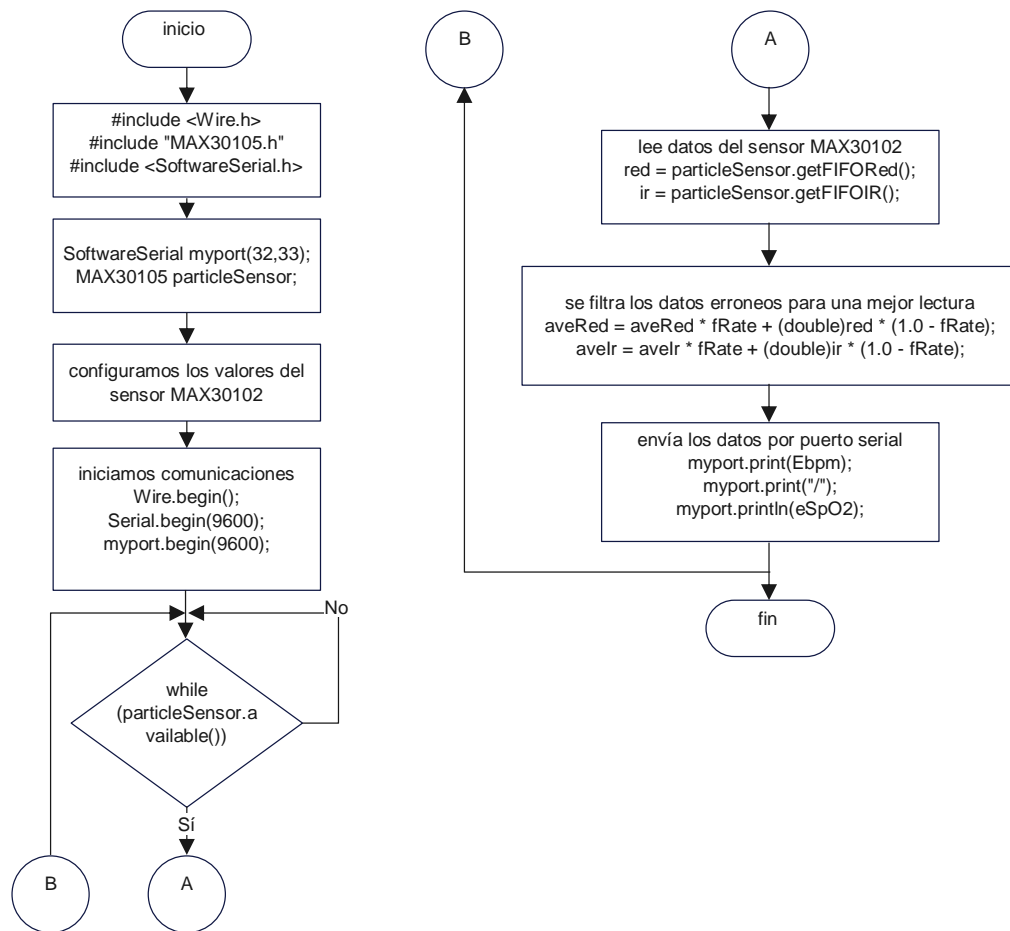 inicio
#include <Wire.h>
#include "MAX30105.h"
#include <SoftwareSerial.h>
SoftwareSerial myport(32,33);
MAX30105 particleSensor;
configuramos los valores del
sensor MAX30102
iniciamos comunicaciones
Wire.begin();
Serial.begin(9600);
myport.begin(9600);
No
while
(particleSensor.a
vailable())
Sí
B
A
B
A
lee datos del sensor MAX30102
red = particleSensor.getFIFORed();
ir = particleSensor.getFIFOIR();
se filtra los datos erroneos para una mejor lectura
aveRed = aveRed * fRate + (double)red * (1.0 - fRate);
aveIr = aveIr * fRate + (double)ir * (1.0 - fRate);
envía los datos por puerto serial
myport.print(Ebpm);
myport.print("/");
myport.println(eSpO2);
fin